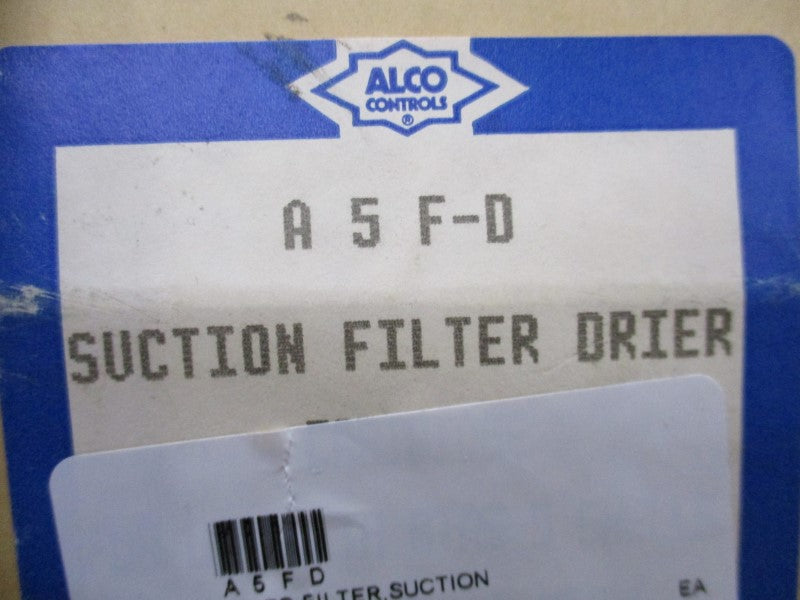 ALCO
CONTROLS
®
A 5 F-D
SUCTION FILTER DRIER
A 5 F D
FILTER,SUCTION
EA